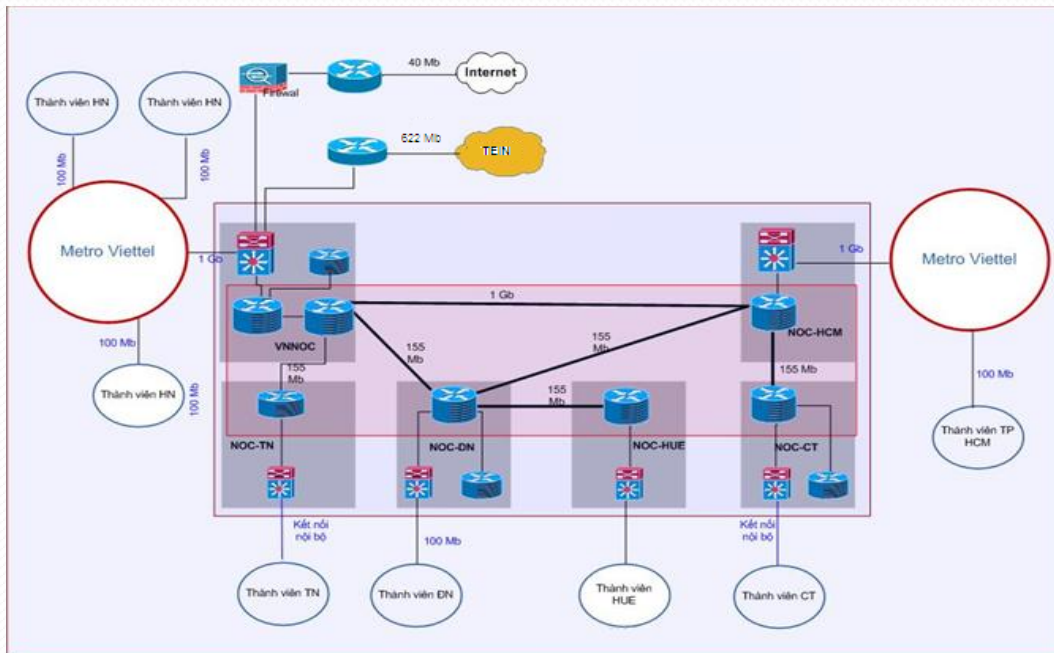 40 Mb
Internet
Firewal
Thành viên HN
Thành viên HN
622 Mb
TEIN
100 Mb
100 Mb
Metro Viettel
1 Gb
1 Gb
Metro Viettel
1 Gb
VNNOC
NOC-HCM
100 Mb
155
Mb
155
Mb
155
Mb
155
Mb
155 Mb
100 Mb
Thành viên HN
100 Mb
NOC-TN
NOC-ĐN
NOC-HUE
NOC-CT
Thành viên TP
HCM
Kết nối
nội bộ
100 Mb
Kết nối
nội bộ
Thành viên TN
Thành viên ĐN
Thành viên
HUE
Thành viên CT